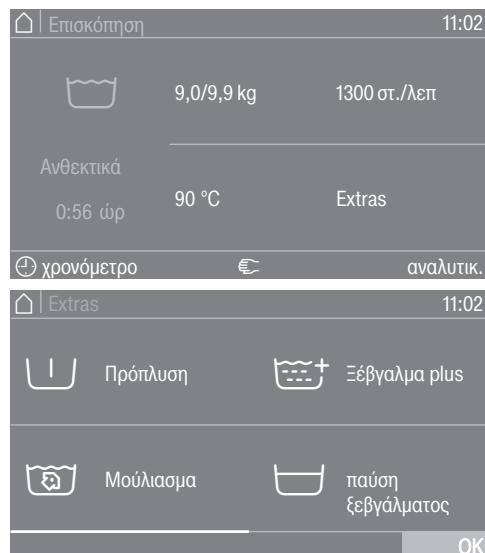 Επισκόπηση 11:02
9,0/9,9 kg 1300 στ./λεπ
Ανθεκτικά
0:56 ώρ
90 °C Extras
χρονόμετρο αναλυτικ.
Extras 11:02
Πρόπλυση Ξέβγαλμα plus
Μούλιασμα παύση
ξεβγάλματος
OK